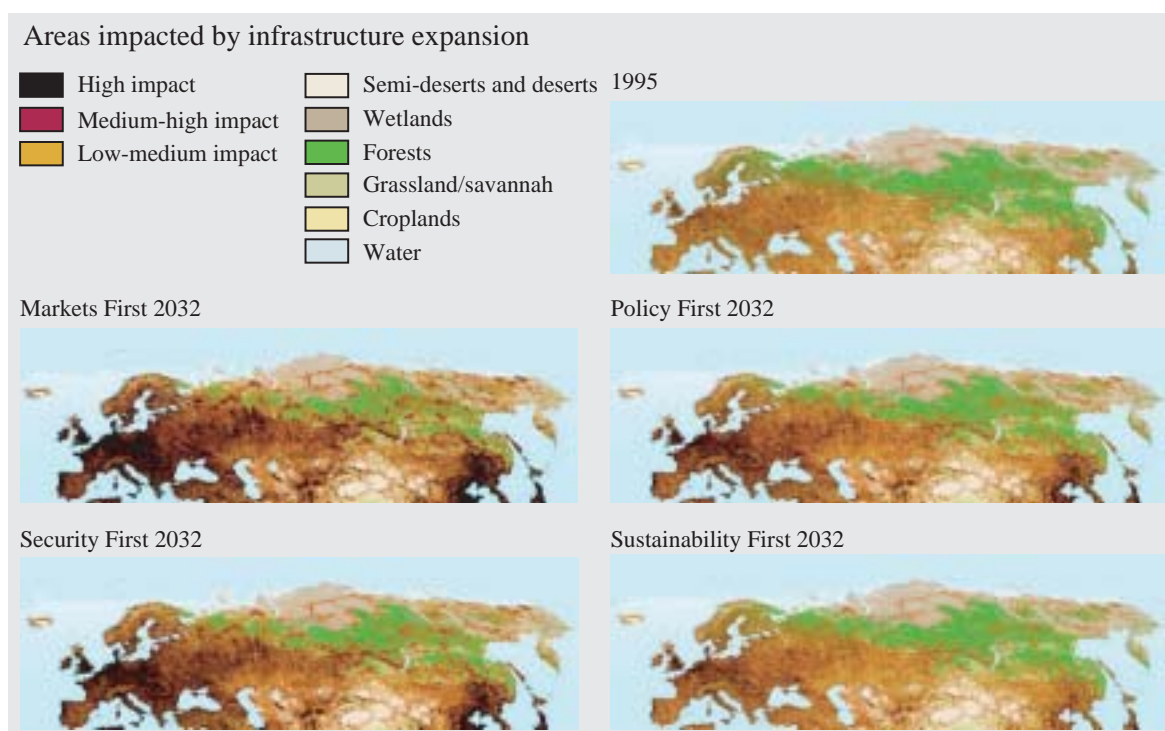 Areas impacted by infrastructure expansion
High impact
Medium-high impact
Low-medium impact
Semi-deserts and deserts
Wetlands
Forests
Grassland/savannah
Croplands
Water
1995
Markets First 2032
Policy First 2032
Security First 2032
Sustainability First 2032